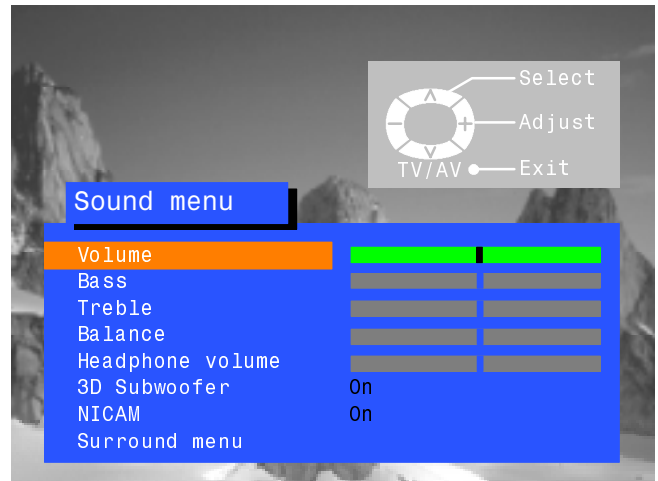 Select
Adjust
TV/AV Exit
Sound menu
Volume
Bass
Treble
Balance
Headphone volume
3D Subwoofer On
NICAM On
Surround menu